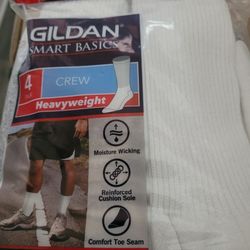 GILDAN
SMART BASICS
4
CREW
Heavyweight
Moisture Wicking
Reinforced
Cushion Sole
Comfort Toe Seam